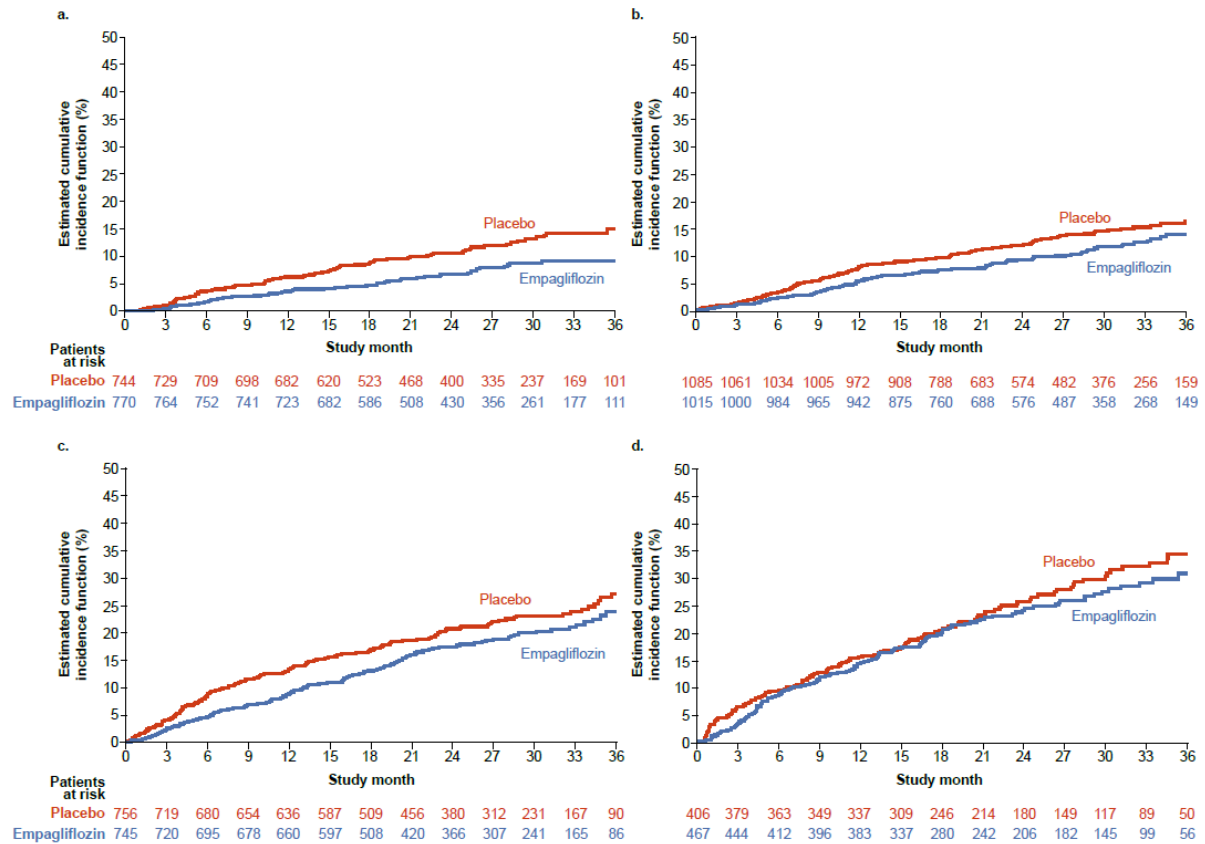 a.
Estimated cumulative
incidence function (%)
50
45
40
35
30
25
20
15
10
5
0
Placebo
Empagliflozin
0 3 6 9 12 15 18 21 24 27 30 33 36
Study month
Patients
at risk
Placebo 744 729 709 698 682 620 523 468 400 335 237 169 101
Empagliflozin 770 764 752 741 723 682 586 508 430 356 261 177 111
b.
Estimated cumulative
incidence function (%)
50
45
40
35
30
25
20
15
10
5
0
Placebo
Empagliflozin
0 3 6 9 12 15 18 21 24 27 30 33 36
Study month
1085 1061 1034 1005 972 908 788 683 574 482 376 256 159
1015 1000 984 965 942 875 760 688 576 487 358 268 149
c.
Estimated cumulative
incidence function (%)
50
45
40
35
30
25
20
15
10
5
0
Placebo
Empagliflozin
0 3 6 9 12 15 18 21 24 27 30 33 36
Study month
Patients
at risk
Placebo 756 719 680 654 636 587 509 456 380 312 231 167 90
Empagliflozin 745 720 695 678 660 597 508 420 366 307 241 165 86
d.
Estimated cumulative
incidence function (%)
50
45
40
35
30
25
20
15
10
5
0
Placebo
Empagliflozin
0 3 6 9 12 15 18 21 24 27 30 33 36
Study month
406 379 363 349 337 309 246 214 180 149 117 89 50
467 444 412 396 383 337 280 242 206 182 145 99 56